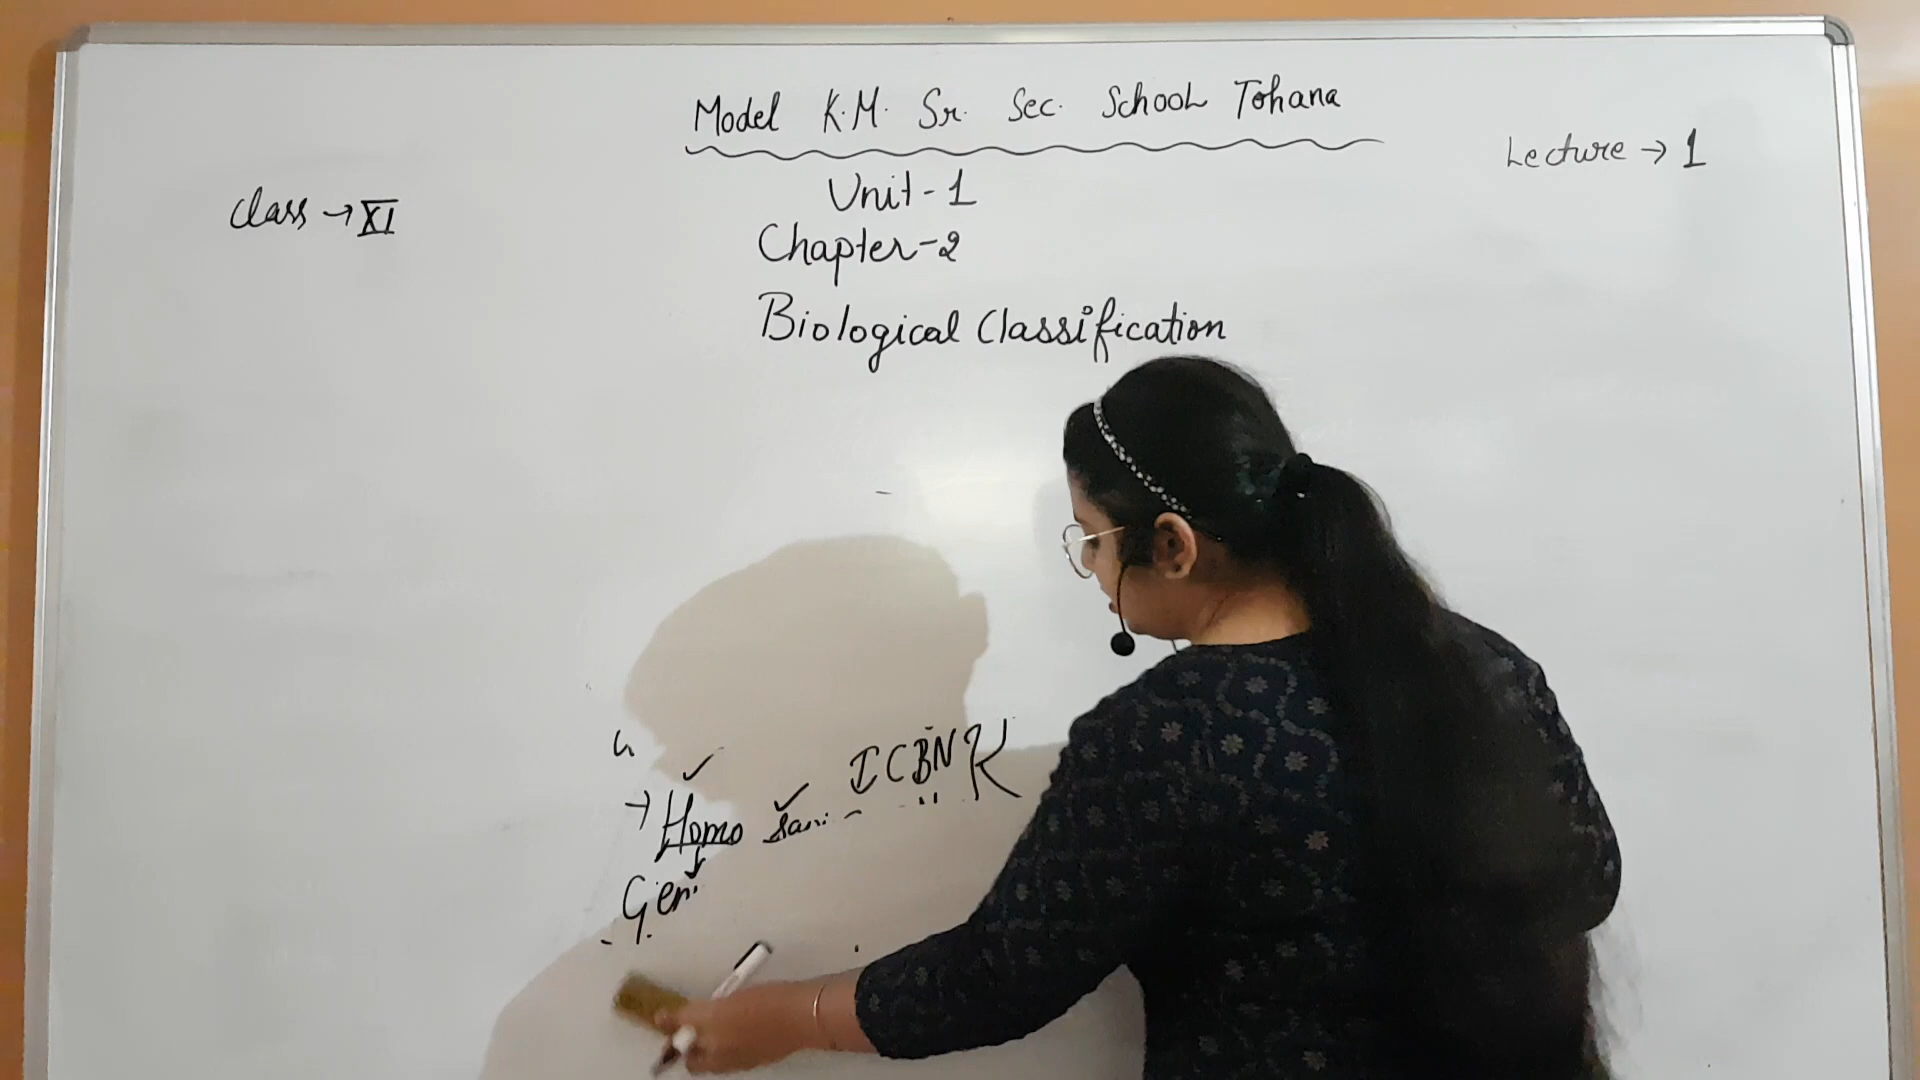 Model K.M. Sr. Sec. School Tohana
Lecture → 1
Class → XI
Unit-1
Chapter-2
Biological Classification
ICBN K
→ Homo
Gen